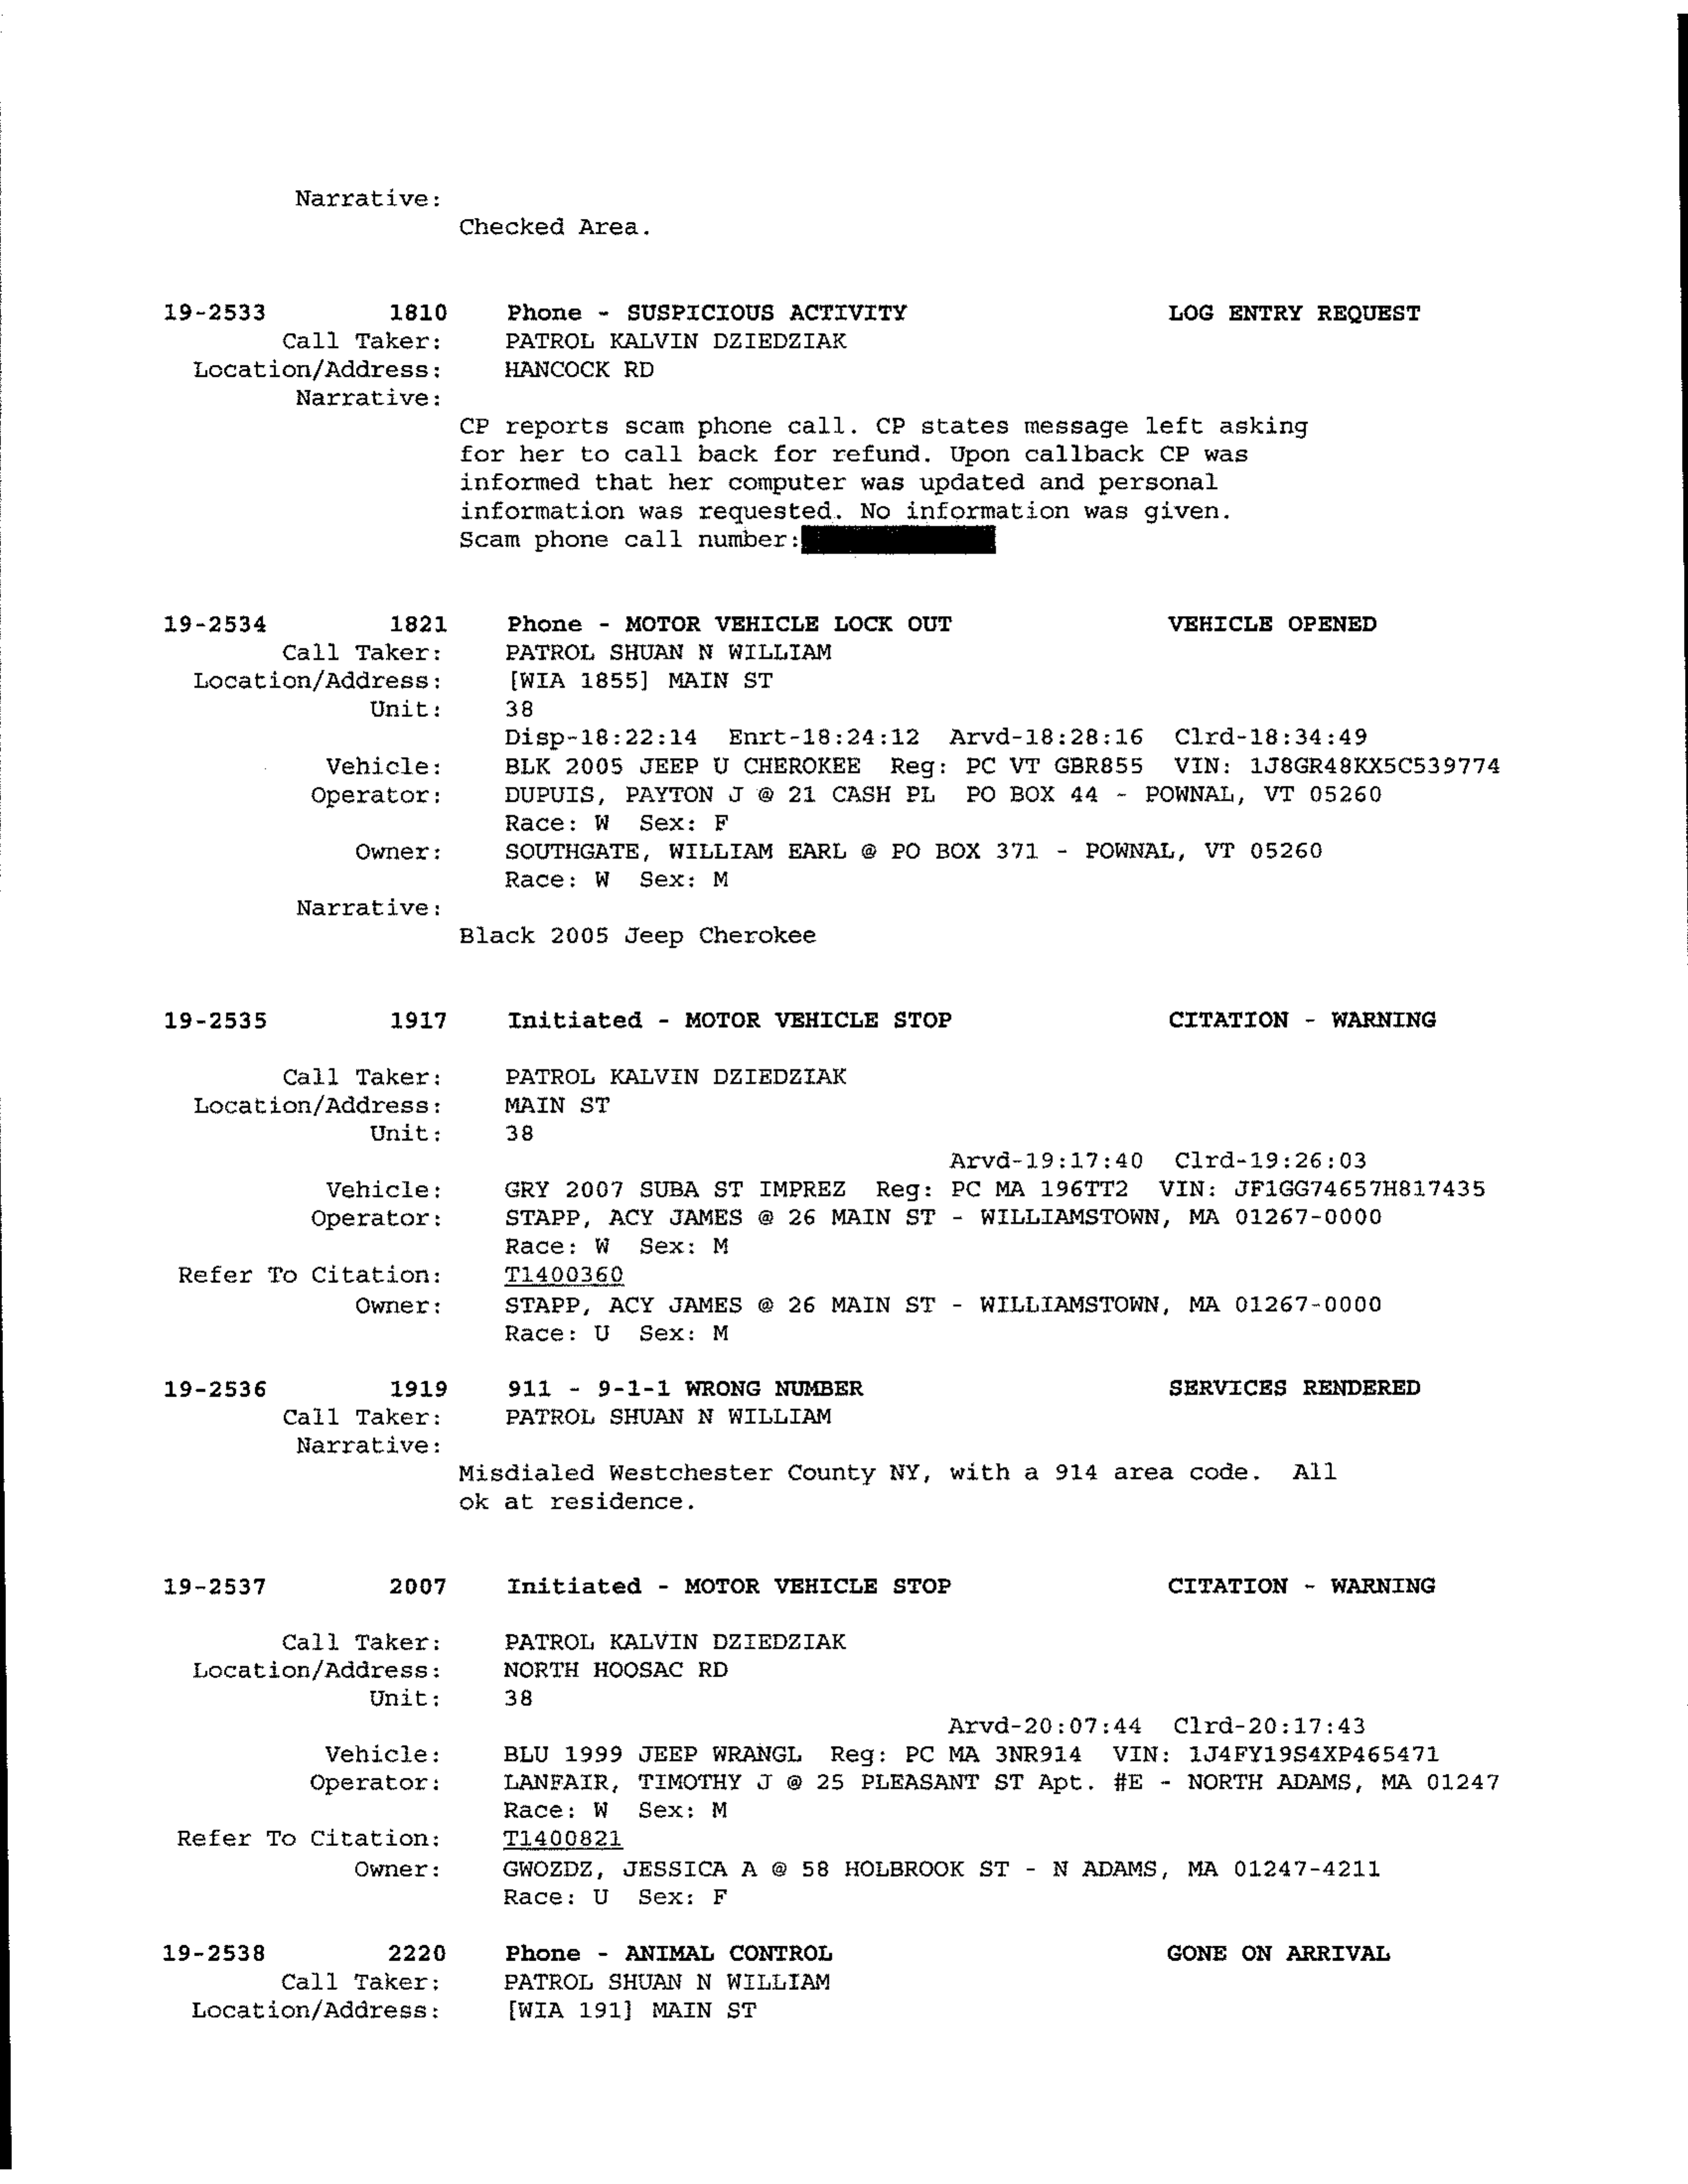 Narrative:
Checked Area.
19-2533 1810 Phone - SUSPICIOUS ACTIVITY LOG ENTRY REQUEST
Call Taker: PATROL KALVIN DZIEDZIAK
Location/Address: HANCOCK RD
Narrative:
CP reports scam phone call. CP states message left asking
for her to call back for refund. Upon callback CP was
informed that her computer was updated and personal
information was requested. No information was given.
Scam phone call number:
19-2534 1821 Phone - MOTOR VEHICLE LOCK OUT VEHICLE OPENED
Call Taker: PATROL SHUAN N WILLIAM
Location/Address: [WIA 1855] MAIN ST
Unit: 38
Disp-18:22:14 Enrt-18:24:12 Arvd-18:28:16 Clrd-18:34:49
Vehicle: BLK 2005 JEEP U CHEROKEE Reg: PC VT GBR855 VIN: 1J8GR48KX5C539774
Operator: DUPUIS, PAYTON J @ 21 CASH PL PO BOX 44 - POWNAL, VT 05260
Race: W Sex: F
Owner: SOUTHGATE, WILLIAM EARL @ PO BOX 371 - POWNAL, VT 05260
Race: W Sex: M
Narrative:
Black 2005 Jeep Cherokee
19-2535 1917 Initiated - MOTOR VEHICLE STOP CITATION - WARNING
Call Taker: PATROL KALVIN DZIEDZIAK
Location/Address: MAIN ST
Unit: 38
Arvd-19:17:40 Clrd-19:26:03
Vehicle: GRY 2007 SUBA ST IMPREZ Reg: PC MA 196TT2 VIN: JF1GG74657H817435
Operator: STAPP, ACY JAMES @ 26 MAIN ST - WILLIAMSTOWN, MA 01267-0000
Race: W Sex: M
Refer To Citation: T1400360
Owner: STAPP, ACY JAMES @ 26 MAIN ST - WILLIAMSTOWN, MA 01267-0000
Race: U Sex: M
19-2536 1919 911 - 9-1-1 WRONG NUMBER SERVICES RENDERED
Call Taker: PATROL SHUAN N WILLIAM
Narrative:
Misdialed Westchester County NY, with a 914 area code. All
ok at residence.
19-2537 2007 Initiated - MOTOR VEHICLE STOP CITATION - WARNING
Call Taker: PATROL KALVIN DZIEDZIAK
Location/Address: NORTH HOOSAC RD
Unit: 38
Arvd-20:07:44 Clrd-20:17:43
Vehicle: BLU 1999 JEEP WRANGL Reg: PC MA 3NR914 VIN: 1J4FY19S4XP465471
Operator: LANFAIR, TIMOTHY J @ 25 PLEASANT ST Apt. #E - NORTH ADAMS, MA 01247
Race: W Sex: M
Refer To Citation: T1400821
Owner: GWOZDZ, JESSICA A @ 58 HOLBROOK ST - N ADAMS, MA 01247-4211
Race: U Sex: F
19-2538 2220 Phone - ANIMAL CONTROL GONE ON ARRIVAL
Call Taker: PATROL SHUAN N WILLIAM
Location/Address: [WIA 191] MAIN ST